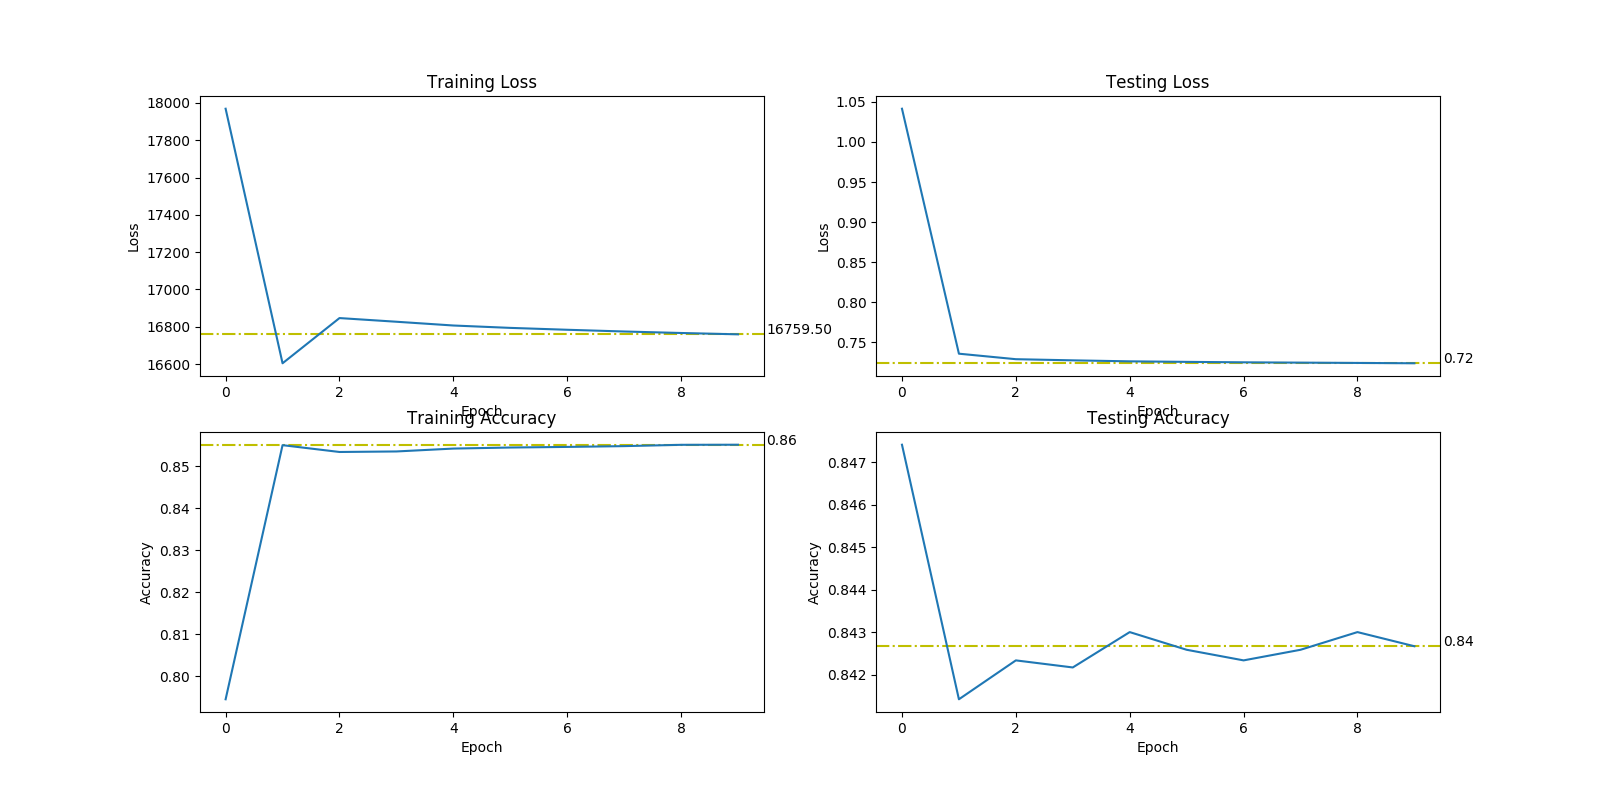 Training Loss
18000
17800
17600
17400
17200
17000
16800
16600
Loss
16759.50
0 2 4 6 8
Epoch
Testing Loss
1.05
1.00
0.95
0.90
0.85
0.80
0.75
Loss
0.72
0 2 4 6 8
Epoch
Training Accuracy
0.86
0.85
0.84
0.83
0.82
0.81
0.80
Accuracy
0 2 4 6 8
Epoch
Testing Accuracy
0.847
0.846
0.845
0.844
0.843
0.842
Accuracy
0.84
0 2 4 6 8
Epoch